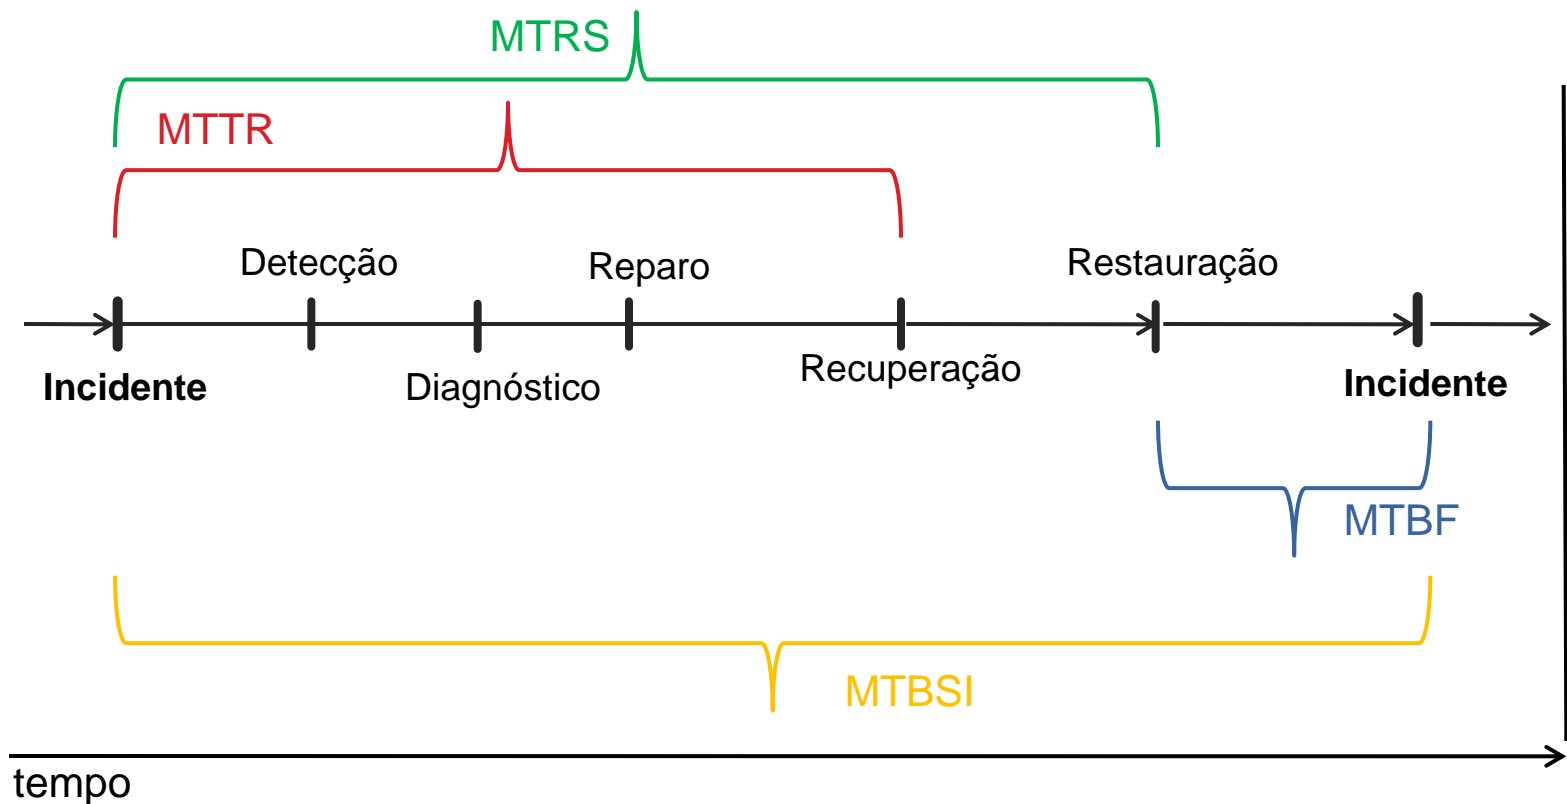 MTRS
MTTR
Detecção
Reparo
Restauração
Incidente
Diagnóstico
Recuperação
Incidente
MTBF
MTBSI
tempo